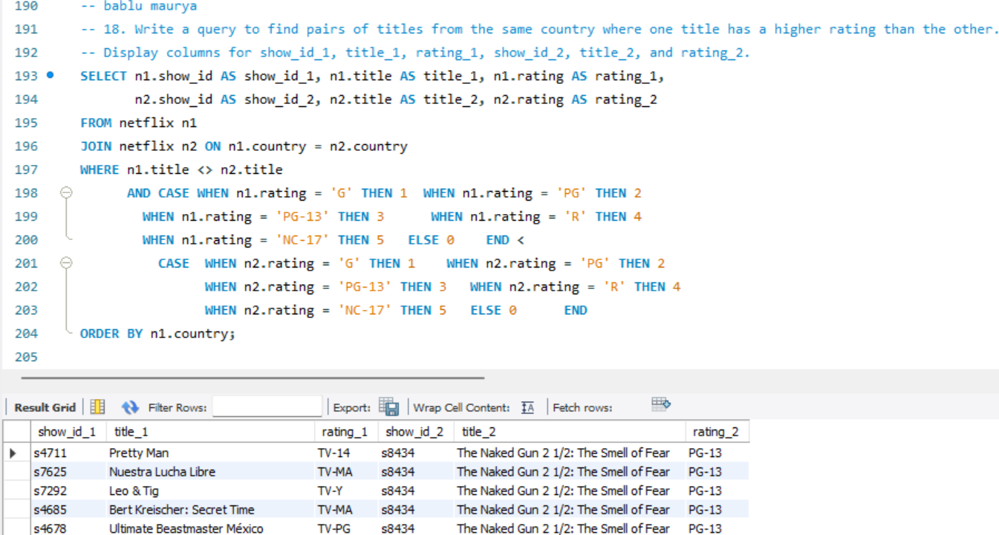 190 -- bablu maurya
191 -- 18. Write a query to find pairs of titles from the same country where one title has a higher rating than the other.
192 -- Display columns for show_id_1, title_1, rating_1, show_id_2, title_2, and rating_2.
193 SELECT n1.show_id AS show_id_1, n1.title AS title_1, n1.rating AS rating_1,
194 n2.show_id AS show_id_2, n2.title AS title_2, n2.rating AS rating_2
195 FROM netflix n1
196 JOIN netflix n2 ON n1.country = n2.country
197 WHERE n1.title <> n2.title
198 AND CASE WHEN n1.rating = 'G' THEN 1 WHEN n1.rating = 'PG' THEN 2
199 WHEN n1.rating = 'PG-13' THEN 3 WHEN n1.rating = 'R' THEN 4
200 WHEN n1.rating = 'NC-17' THEN 5 ELSE 0 END <
201 CASE WHEN n2.rating = 'G' THEN 1 WHEN n2.rating = 'PG' THEN 2
202 WHEN n2.rating = 'PG-13' THEN 3 WHEN n2.rating = 'R' THEN 4
203 WHEN n2.rating = 'NC-17' THEN 5 ELSE 0 END
204 ORDER BY n1.country;
205
Result Grid Filter Rows: Export: Wrap Cell Content: IA Fetch rows:
show_id_1 title_1 rating_1 show_id_2 title_2 rating_2
s4711 Pretty Man TV-14 s8434 The Naked Gun 2 1/2: The Smell of Fear PG-13
s7625 Nuestra Lucha Libre TV-MA s8434 The Naked Gun 2 1/2: The Smell of Fear PG-13
s7292 Leo & Tig TV-Y s8434 The Naked Gun 2 1/2: The Smell of Fear PG-13
s4685 Bert Kreischer: Secret Time TV-MA s8434 The Naked Gun 2 1/2: The Smell of Fear PG-13
s4678 Ultimate Beastmaster México TV-PG s8434 The Naked Gun 2 1/2: The Smell of Fear PG-13